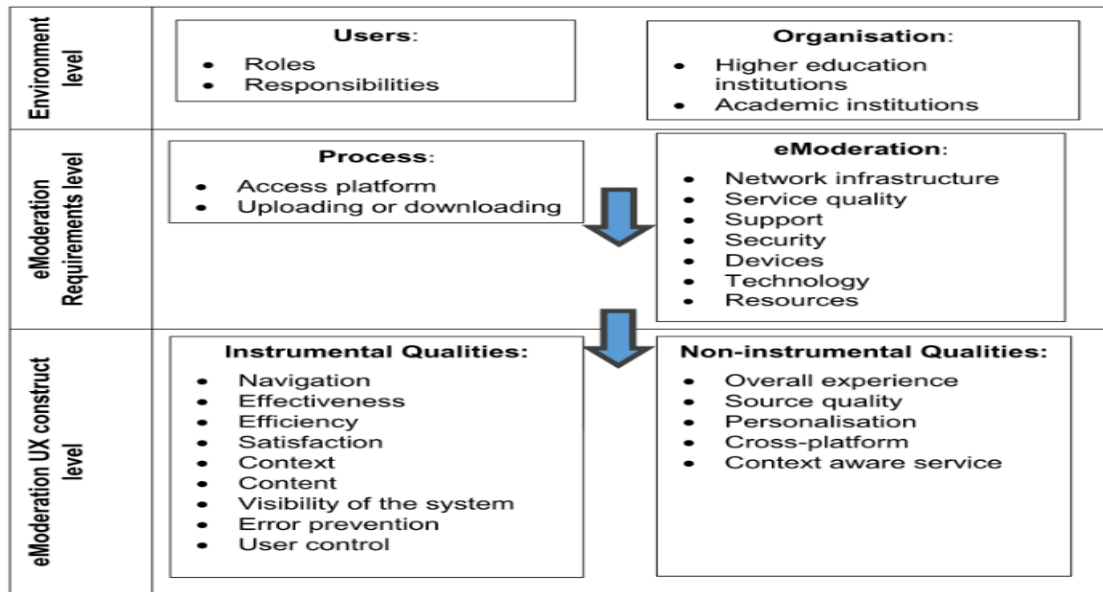 Environment
level
Users:
• Roles
• Responsibilities
Organisation:
• Higher education
institutions
• Academic institutions
eModeration
Requirements level
Process:
• Access platform
• Uploading or downloading
eModeration:
• Network infrastructure
• Service quality
• Support
• Security
• Devices
• Technology
• Resources
eModeration UX construct
level
Instrumental Qualities:
• Navigation
• Effectiveness
• Efficiency
• Satisfaction
• Context
• Content
• Visibility of the system
• Error prevention
• User control
Non-instrumental Qualities:
• Overall experience
• Source quality
• Personalisation
• Cross-platform
• Context aware service